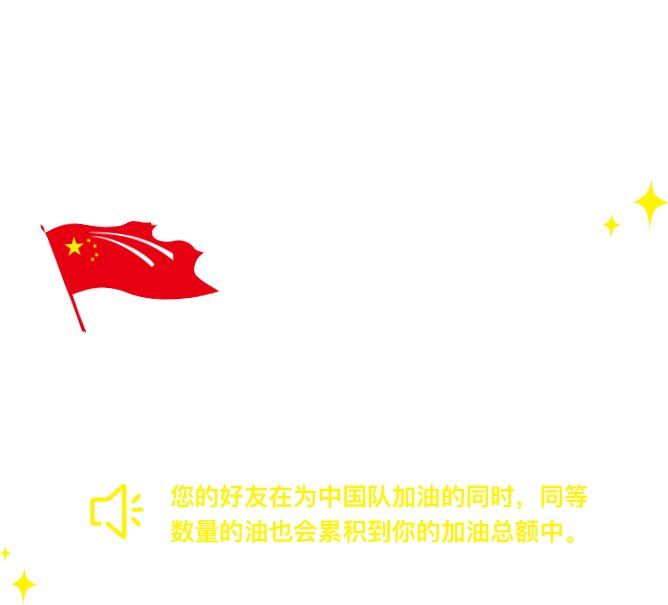 您的好友在为中国队加油的同时，同等
数量的油也会累积到你的加油总额中。